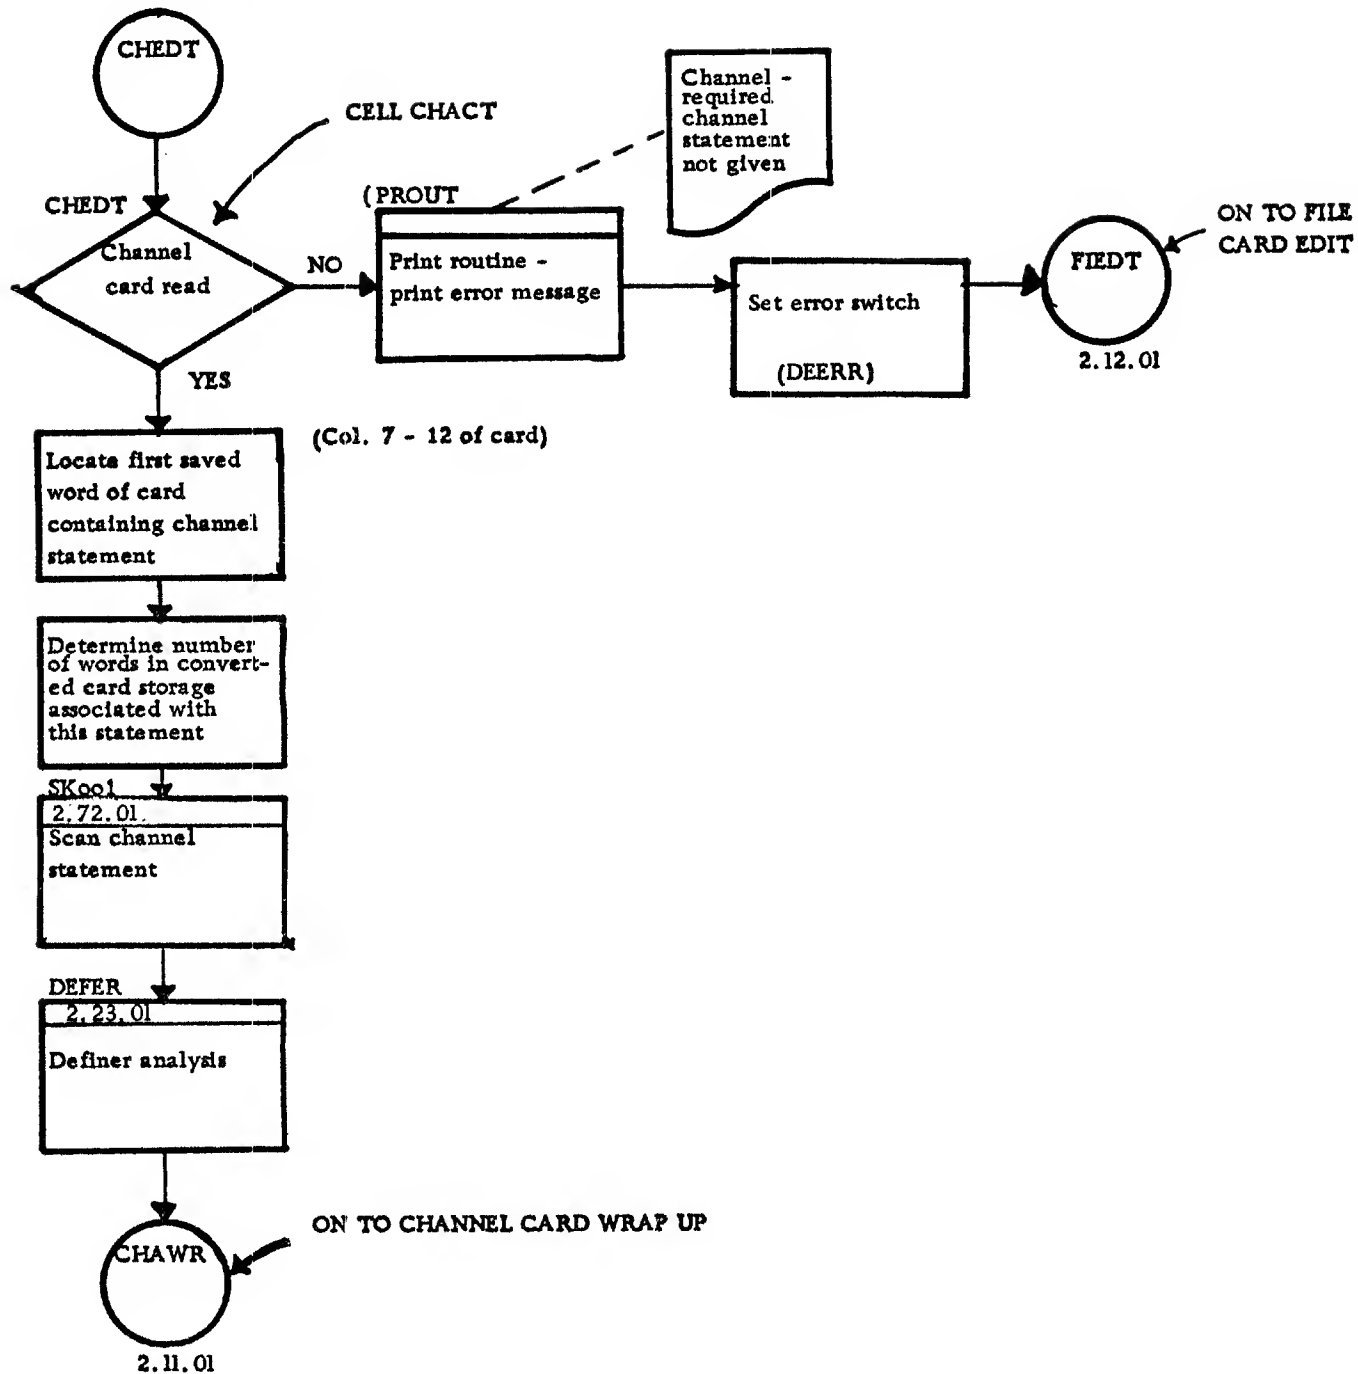 CHEDT
CELL CHACT
Channel -
required
channel
statement
not given
CHEDT
Channel
card read
NO
YES
(PROUT
Print routine -
print error message
Set error switch
(DEERR)
FIEDT
2.12.01
ON TO FILE
CARD EDIT
(Col. 7 - 12 of card)
Locate first saved
word of card
containing channel
statement
Determine number
of words in convert-
ed card storage
associated with
this statement
SKoo1
2.72.01.
Scan channel
statement
DEFER
2.23.01
Definer analysis
CHAWR
2.11.01
ON TO CHANNEL CARD WRAP UP